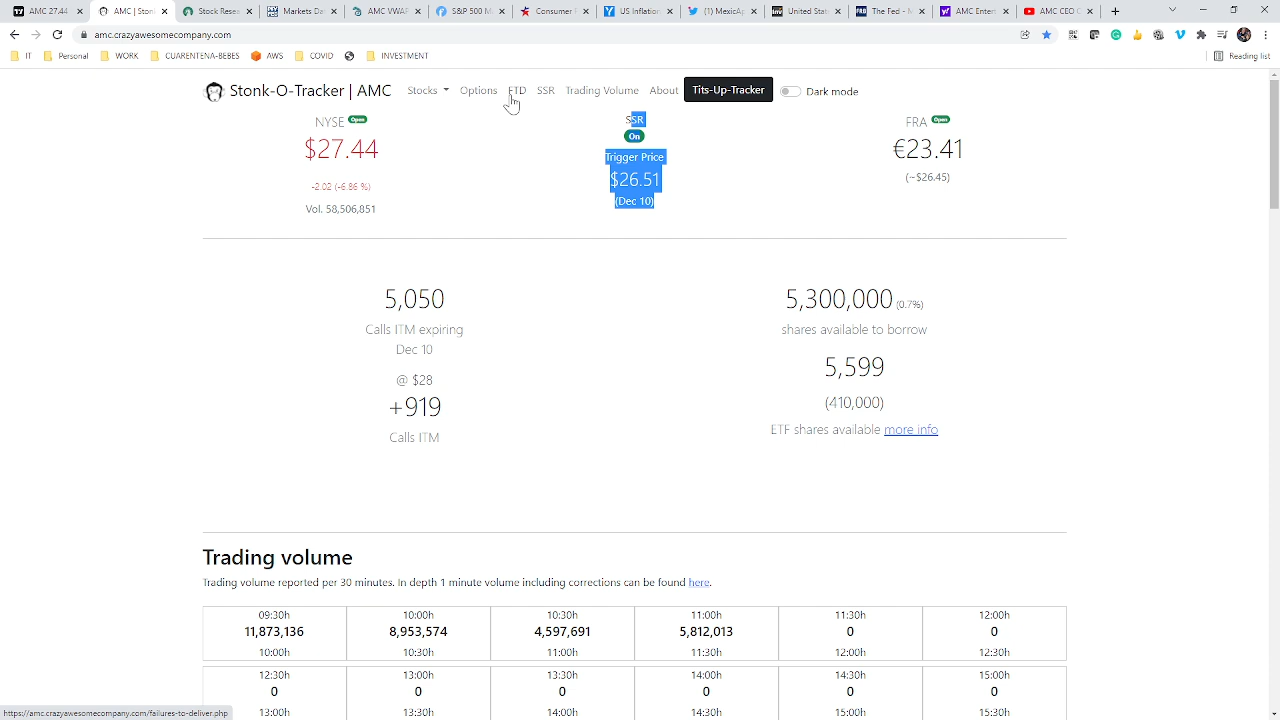 AMC 27.44
AMC | Ston
Stock Rese
Markets Da
AMC VWAP
S&P 500 M
Consumer
US Inflation
(1) MexicAp
United Stat
The Fed - M
AMC Enter
AMC CEO C
amc.crazyawesomecompany.com
IT
Personal
WORK
CUARENTENA-BEBES
AWS
COVID
INVESTMENT
Reading list
Stonk-O-Tracker | AMC
Stocks
Options
FTD
SSR
Trading Volume
About
Tits-Up-Tracker
Dark mode
NYSE Open
$27.44
-2.02 (-6.86 %)
Vol. 58,506,851
SSR
On
Trigger Price
$26.51
(Dec 10)
FRA Open
€23.41
(~$26.45)
5,050
Calls ITM expiring
Dec 10
@ $28
+919
Calls ITM
5,300,000 (0.7%)
shares available to borrow
5,599
(410,000)
ETF shares available more info
Trading volume
Trading volume reported per 30 minutes. In depth 1 minute volume including corrections can be found here.
09:30h 10:00h 10:30h 11:00h 11:30h 12:00h
11,873,136 8,953,574 4,597,691 5,812,013 0 0
10:00h 10:30h 11:00h 11:30h 12:00h 12:30h
12:30h 13:00h 13:30h 14:00h 14:30h 15:00h
0 0 0 0 0 0
13:00h 13:30h 14:00h 14:30h 15:00h 15:30h
https://amc.crazyawesomecompany.com/failures-to-deliver.php